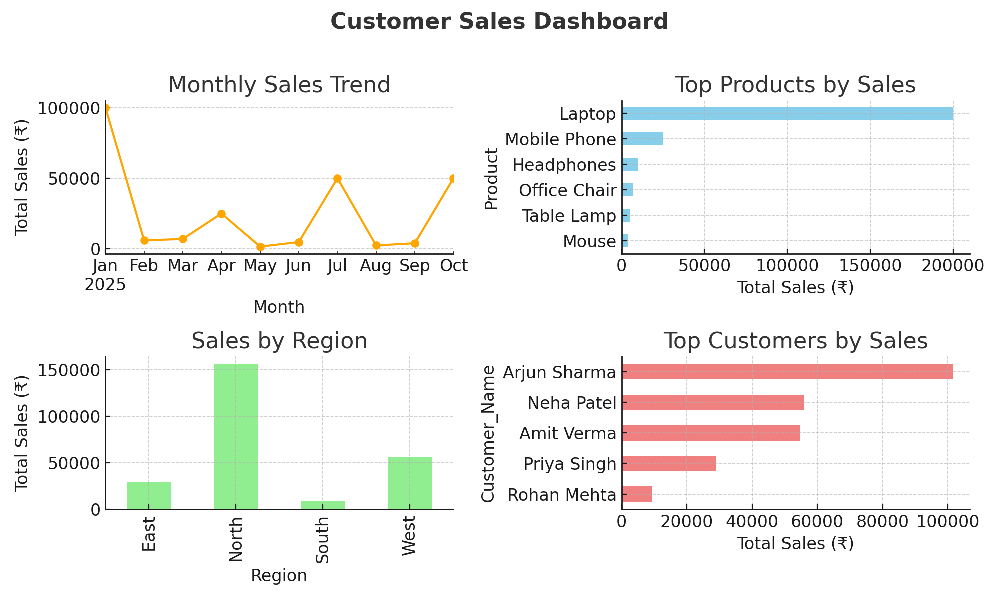 Customer Sales Dashboard
Monthly Sales Trend
Total Sales (₹)
100000
50000
0
Jan Feb Mar Apr May Jun Jul Aug Sep Oct
2025
Month
Top Products by Sales
Product
Laptop
Mobile Phone
Headphones
Office Chair
Table Lamp
Mouse
0 50000 100000 150000 200000
Total Sales (₹)
Sales by Region
Total Sales (₹)
150000
100000
50000
0
East North South West
Region
Top Customers by Sales
Customer_Name
Arjun Sharma
Neha Patel
Amit Verma
Priya Singh
Rohan Mehta
0 20000 40000 60000 80000 100000
Total Sales (₹)